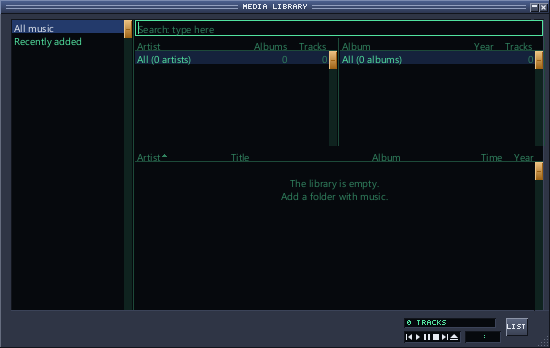 MEDIA LIBRARY
All music
Recently added
Search: type here
Artist Albums Tracks
All (0 artists) 0 0
Album Year Tracks
All (0 albums) 0
Artist Title Album Time Year
The library is empty.
Add a folder with music.
0 TRACKS
:
LIST